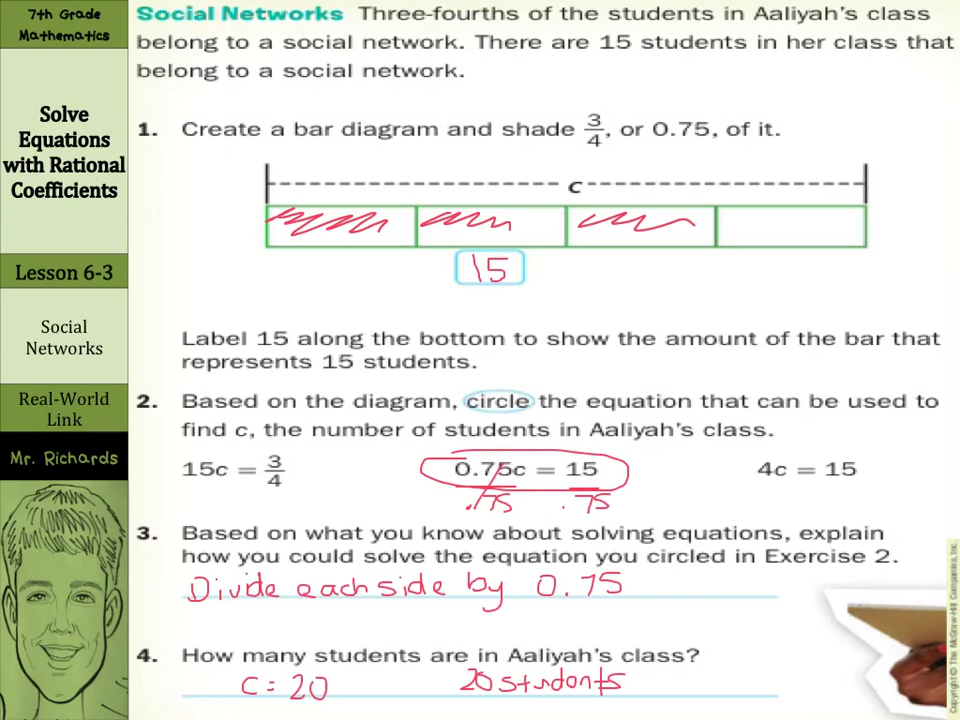 7th Grade
Mathematics
Solve
Equations
with Rational
Coefficients
Lesson 6-3
Social
Networks
Real-World
Link
Mr. Richards
Social Networks Three-fourths of the students in Aaliyah's class
belong to a social network. There are 15 students in her class that
belong to a social network.
1. Create a bar diagram and shade 3/4, or 0.75, of it.
c
15
Label 15 along the bottom to show the amount of the bar that
represents 15 students.
2. Based on the diagram, circle the equation that can be used to
find c, the number of students in Aaliyah's class.
15c = 3/4 0.75c = 15 4c = 15
.75 .75
3. Based on what you know about solving equations, explain
how you could solve the equation you circled in Exercise 2.
Divide each side by 0.75
4. How many students are in Aaliyah's class?
c = 20 20 students
Copyright © The McGraw-Hill Companies, Inc.